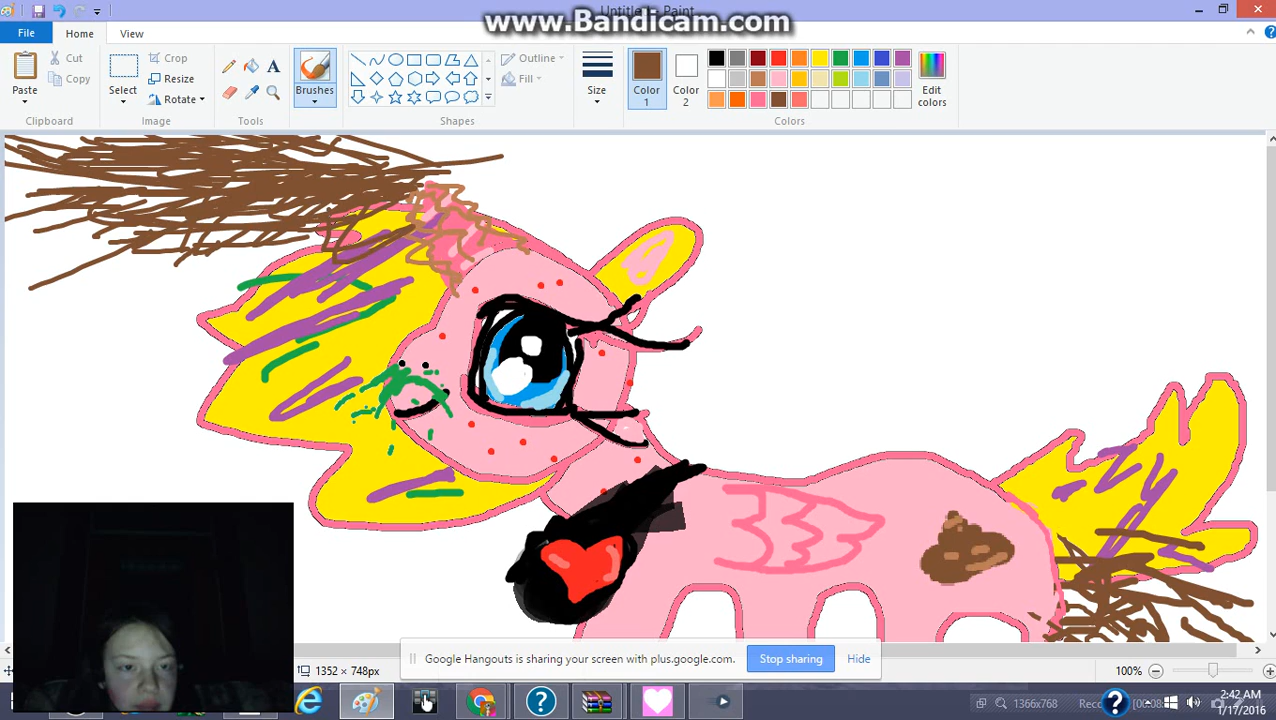 Untitled - Paint
www.Bandicam.com
File Home View
Cut
Copy
Paste
Clipboard
Select
Crop
Resize
Rotate
Image
A
Tools
Brushes
Outline
Fill
Shapes
Size
Color 1
Color 2
Edit colors
Colors
Google Hangouts is sharing your screen with plus.google.com. Stop sharing Hide
1352 × 748px
100%
1366x768
2:42 AM
1/17/2016